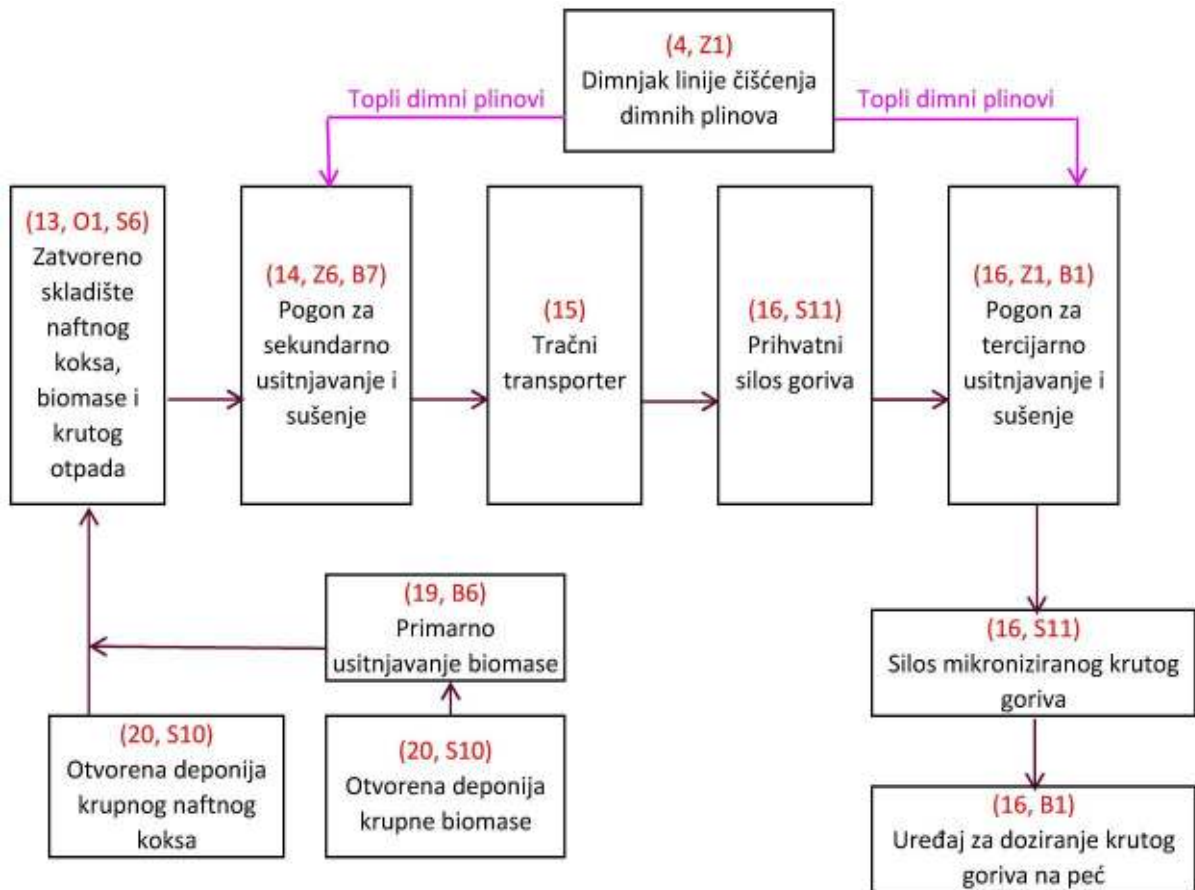 (4, Z1)
Dimnjak linije čišćenja
dimnih plinova
Topli dimni plinovi
Topli dimni plinovi
(13, O1, S6)
Zatvoreno
skladište
naftnog
koksa,
biomase i
krutog
otpada
(14, Z6, B7)
Pogon za
sekundarno
usitnjavanje i
sušenje
(15)
Tračni
transporter
(16, S11)
Prihvatni
silos goriva
(16, Z1, B1)
Pogon za
tercijarno
usitnjavanje i
sušenje
(19, B6)
Primarno
usitnjavanje biomase
(16, S11)
Silos mikroniziranog krutog
goriva
(20, S10)
Otvorena deponija
krupnog naftnog
koksa
(20, S10)
Otvorena deponija
krupne biomase
(16, B1)
Uređaj za doziranje krutog
goriva na peć